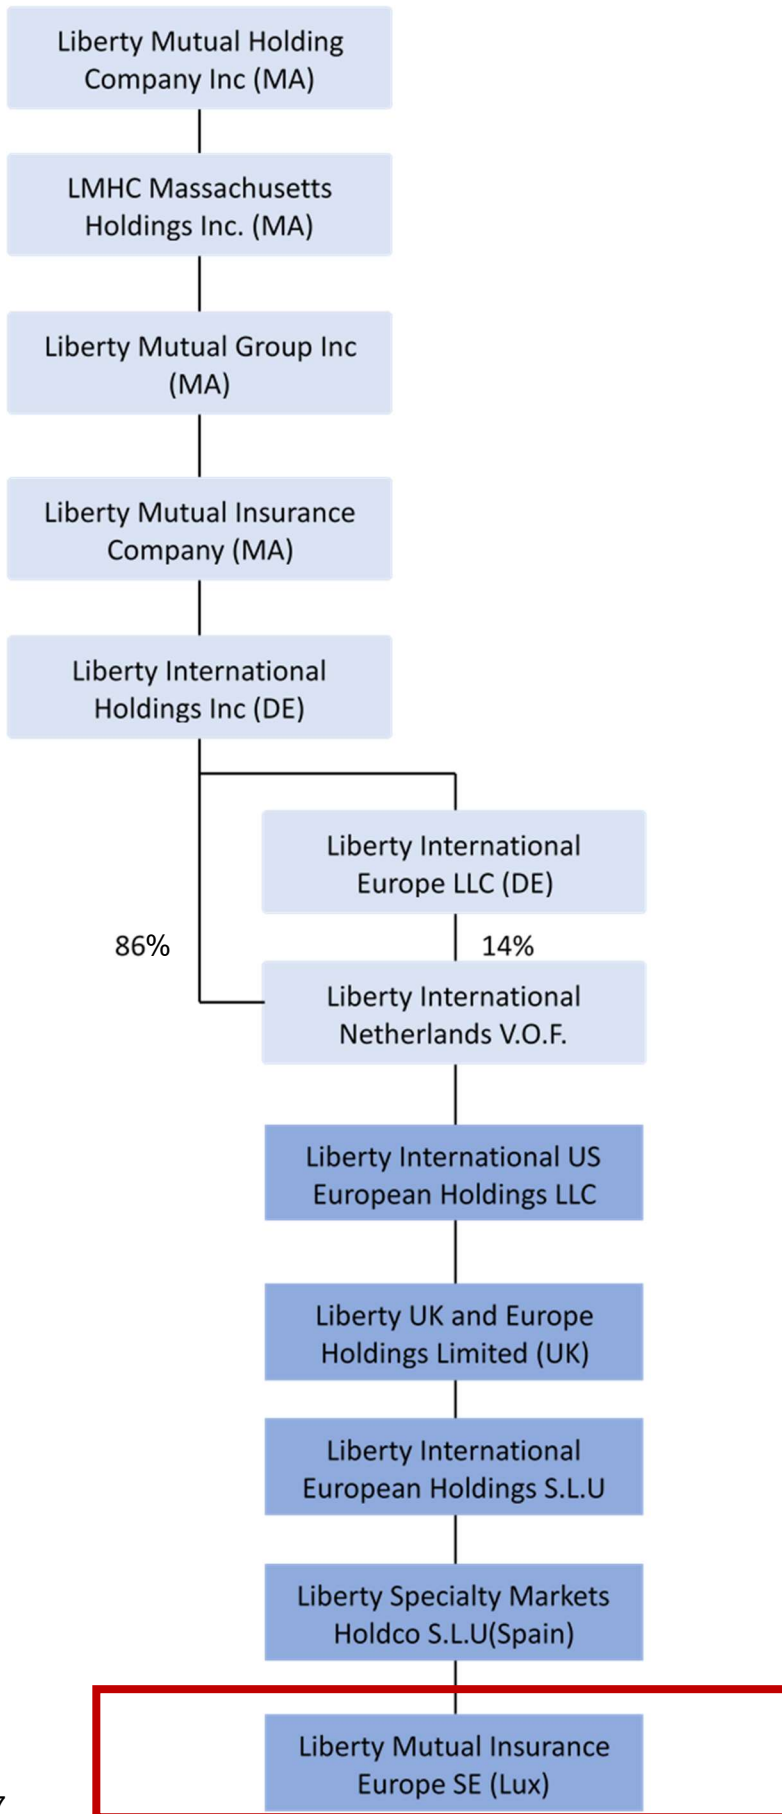 Liberty Mutual Holding
Company Inc (MA)
LMHC Massachusetts
Holdings Inc. (MA)
Liberty Mutual Group Inc
(MA)
Liberty Mutual Insurance
Company (MA)
Liberty International
Holdings Inc (DE)
Liberty International
Europe LLC (DE)
86%
14%
Liberty International
Netherlands V.O.F.
Liberty International US
European Holdings LLC
Liberty UK and Europe
Holdings Limited (UK)
Liberty International
European Holdings S.L.U
Liberty Specialty Markets
Holdco S.L.U(Spain)
Liberty Mutual Insurance
Europe SE (Lux)